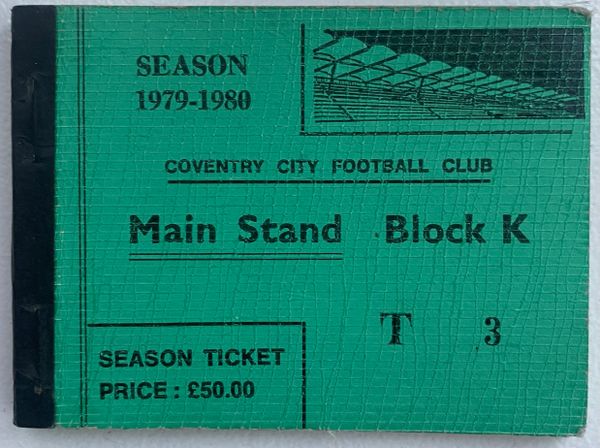 SEASON
1979-1980
COVENTRY CITY FOOTBALL CLUB
Main Stand Block K
T 3
SEASON TICKET
PRICE : £50.00